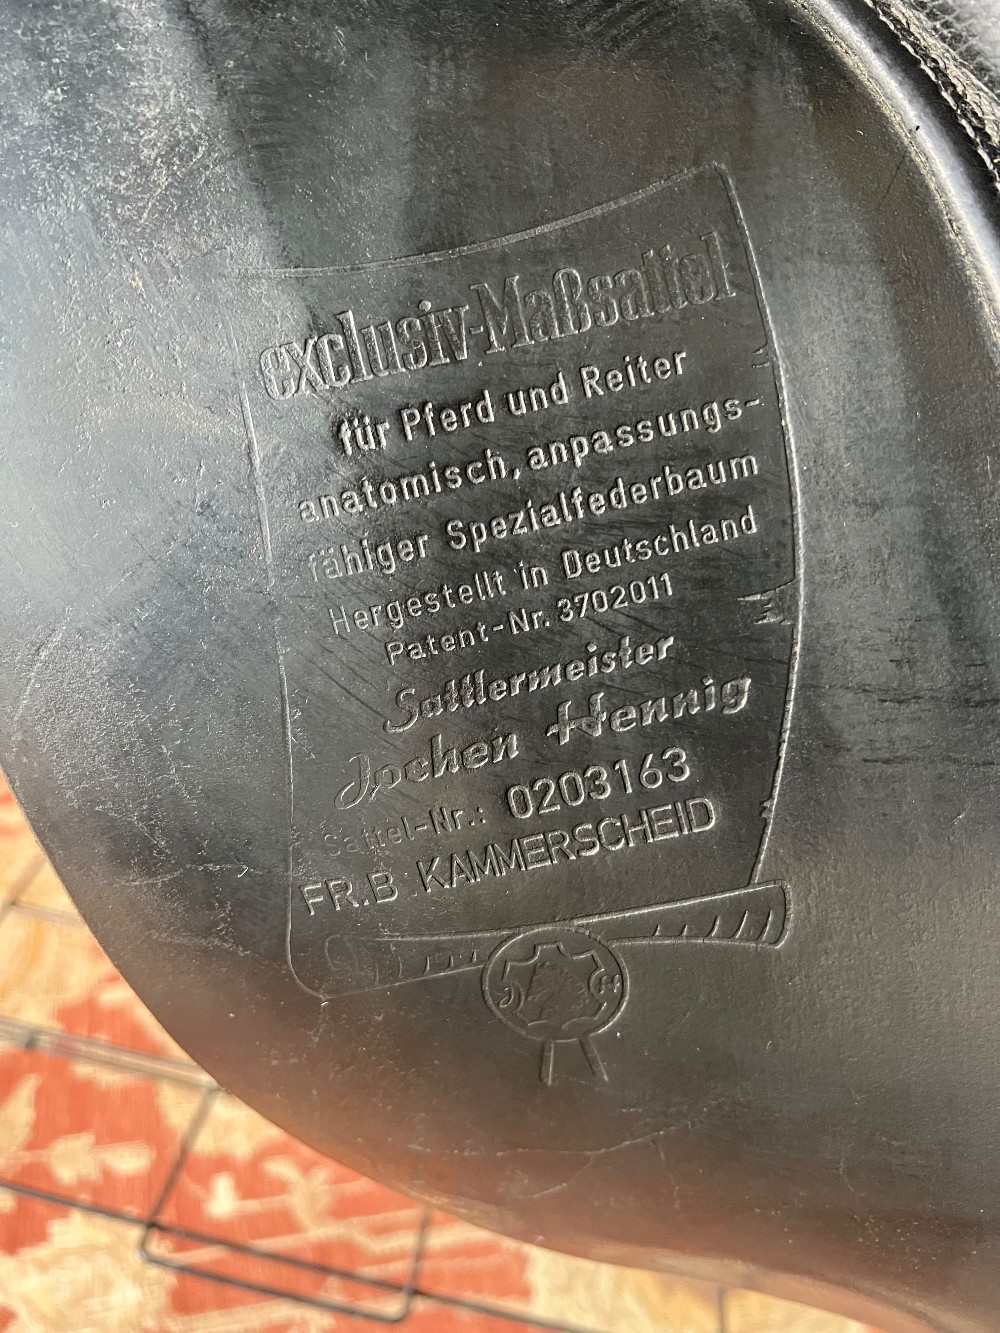 exclusiv-Maßsattel
für Pferd und Reiter
anatomisch, anpassungs-
fähiger Spezialfederbaum
Hergestellt in Deutschland
Patent-Nr. 3702011
Sattlermeister
Jochen Hennig
Sattel-Nr.: 0203163
FR.B. KAMMERSCHEID
J H